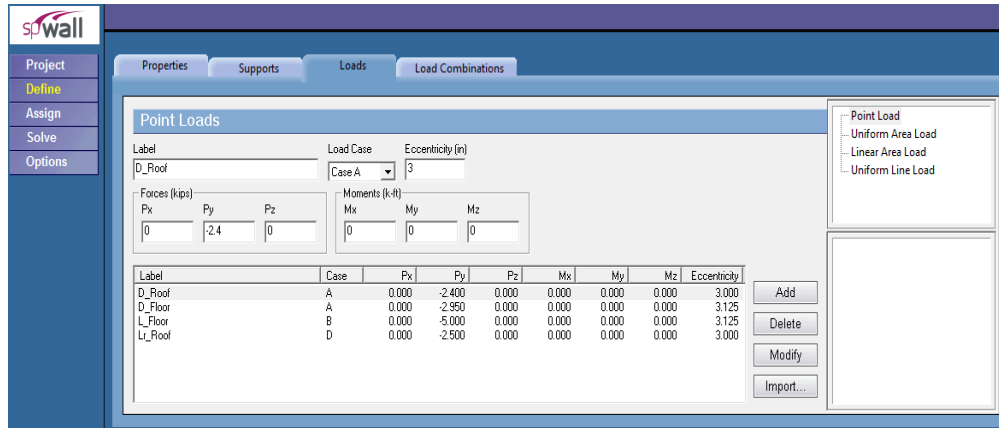 spwall
Project
Define
Assign
Solve
Options
Properties Supports Loads Load Combinations
Point Loads
Label Load Case Eccentricity (in)
D_Roof Case A 3
Forces (kips) Moments (k-ft)
Px Py Pz Mx My Mz
0 -2.4 0 0 0 0
Label Case Px Py Pz Mx My Mz Eccentricity
D_Roof A 0.000 -2.400 0.000 0.000 0.000 0.000 3.000
D_Floor A 0.000 -2.950 0.000 0.000 0.000 0.000 3.125
L_Floor B 0.000 -5.000 0.000 0.000 0.000 0.000 3.125
Lr_Roof D 0.000 -2.500 0.000 0.000 0.000 0.000 3.000
Add
Delete
Modify
Import...
Point Load
Uniform Area Load
Linear Area Load
Uniform Line Load